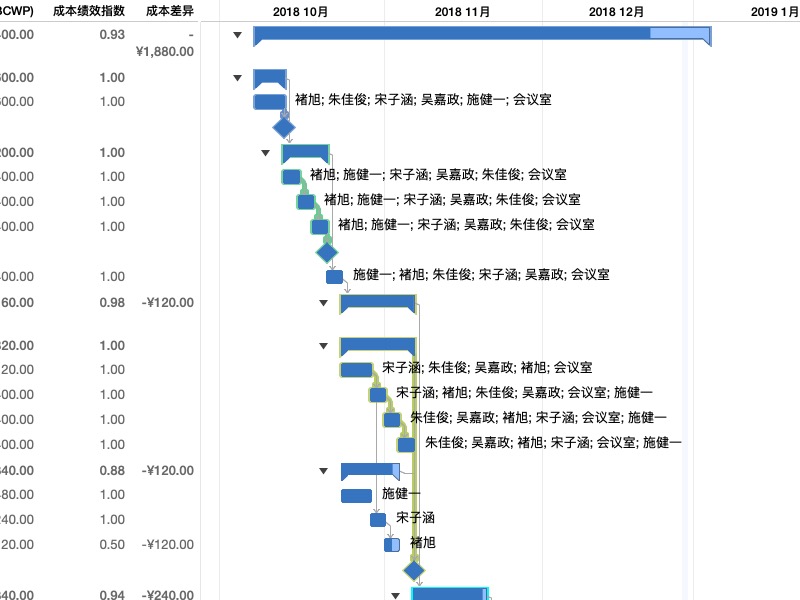 BCWP) 成本绩效指数 成本差异 2018 10月 2018 11月 2018 12月 2019 1月
400.00 0.93 -
¥1,880.00
600.00 1.00
600.00 1.00 褚旭; 朱佳俊; 宋子涵; 吴嘉政; 施健一; 会议室
200.00 1.00
400.00 1.00 褚旭; 施健一; 宋子涵; 吴嘉政; 朱佳俊; 会议室
400.00 1.00 褚旭; 施健一; 宋子涵; 吴嘉政; 朱佳俊; 会议室
400.00 1.00 褚旭; 施健一; 宋子涵; 吴嘉政; 朱佳俊; 会议室
400.00 1.00 施健一; 褚旭; 朱佳俊; 宋子涵; 吴嘉政; 会议室
60.00 0.98 -¥120.00
320.00 1.00
120.00 1.00 宋子涵; 朱佳俊; 吴嘉政; 褚旭; 会议室
400.00 1.00 宋子涵; 褚旭; 朱佳俊; 吴嘉政; 会议室; 施健一
400.00 1.00 朱佳俊; 吴嘉政; 褚旭; 宋子涵; 会议室; 施健一
400.00 1.00 朱佳俊; 吴嘉政; 褚旭; 宋子涵; 会议室; 施健一
840.00 0.88 -¥120.00
480.00 1.00 施健一
240.00 1.00 宋子涵
120.00 0.50 -¥120.00 褚旭
840.00 0.94 -¥240.00